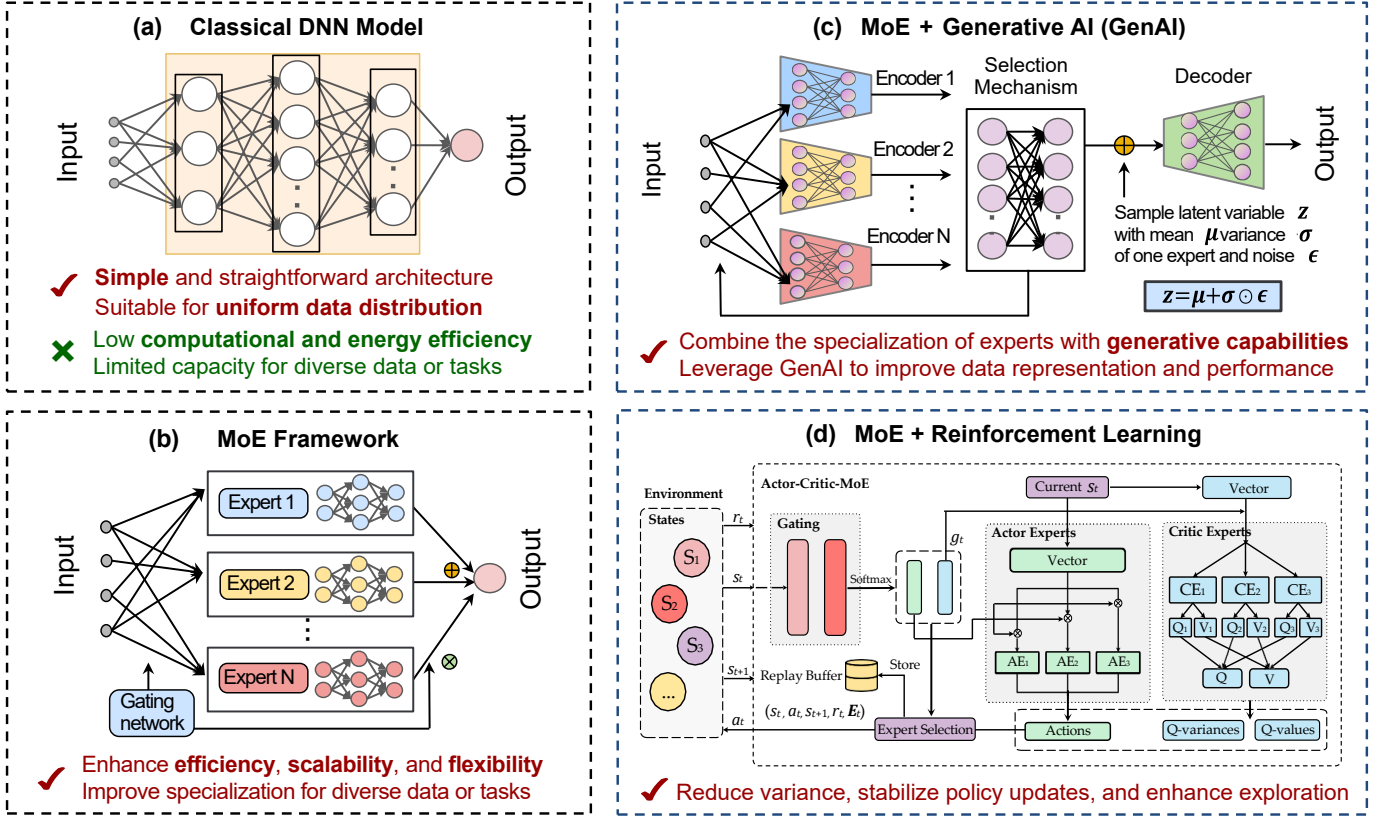 (a) Classical DNN Model
Input
Output
Simple and straightforward architecture
Suitable for uniform data distribution
Low computational and energy efficiency
Limited capacity for diverse data or tasks
(b) MoE Framework
Input
Expert 1
Expert 2
Expert N
Gating
network
Output
Enhance efficiency, scalability, and flexibility
Improve specialization for diverse data or tasks
(c) MoE + Generative AI (GenAI)
Input
Encoder 1
Encoder 2
Encoder N
Selection
Mechanism
Decoder
Output
Sample latent variable z
with mean μ variance σ
of one expert and noise ϵ
z=μ+σ⊙ϵ
Combine the specialization of experts with generative capabilities
Leverage GenAI to improve data representation and performance
(d) MoE + Reinforcement Learning
Environment
States
S1
S2
S3
...
rt
st
st+1
at
Actor-Critic-MoE
Gating
Softmax
gt
Current st
Vector
Actor Experts
Vector
AE1
AE2
AE3
Critic Experts
CE1
CE2
CE3
Q1
V1
Q2
V2
Q3
V3
Q
V
Replay Buffer
Store
(st, at, st+1, rt, Et)
Expert Selection
Actions
Q-variances
Q-values
Reduce variance, stabilize policy updates, and enhance exploration